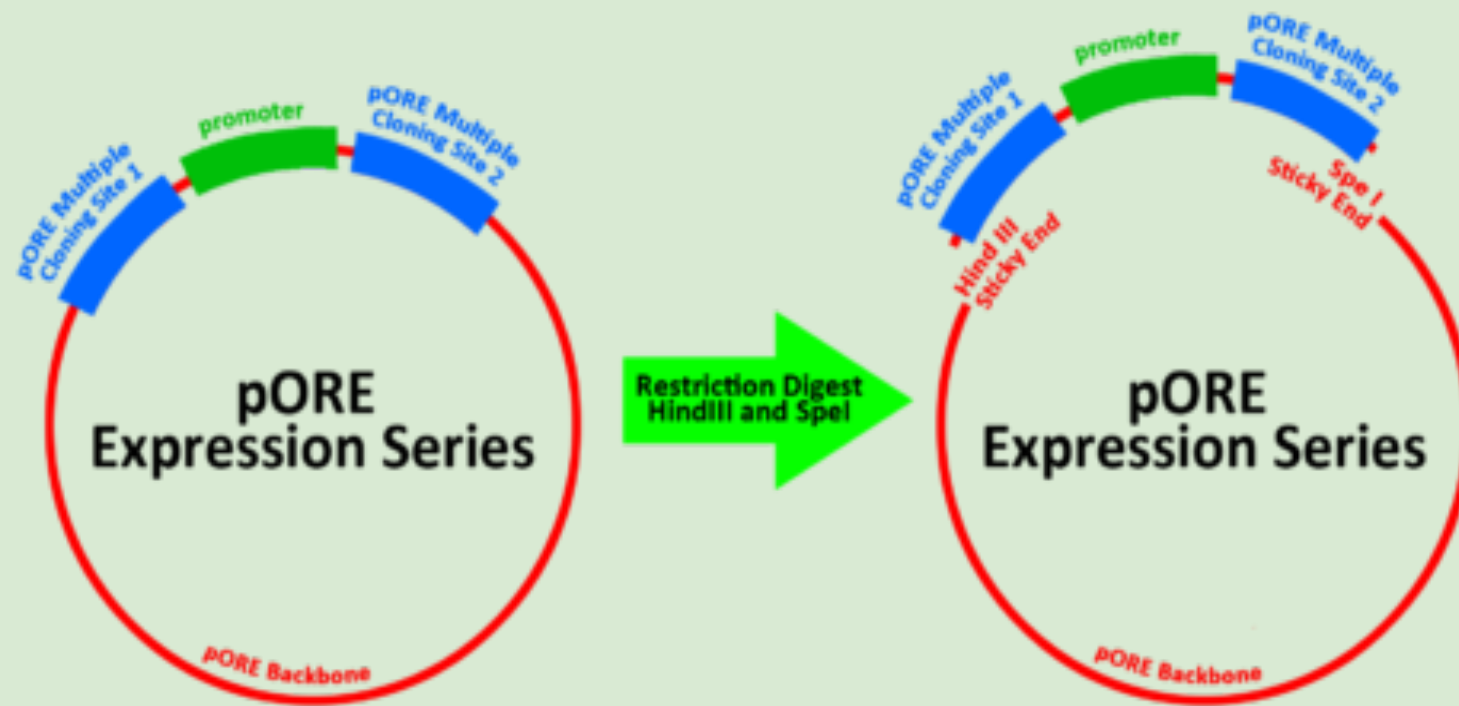 pORE Multiple
Cloning Site 1
promoter
pORE Multiple
Cloning Site 2
pORE
Expression Series
pORE Backbone
Restriction Digest
HindIII and SpeI
pORE Multiple
Cloning Site 1
promoter
pORE Multiple
Cloning Site 2
Hind III
Sticky End
Spe I
Sticky End
pORE
Expression Series
pORE Backbone